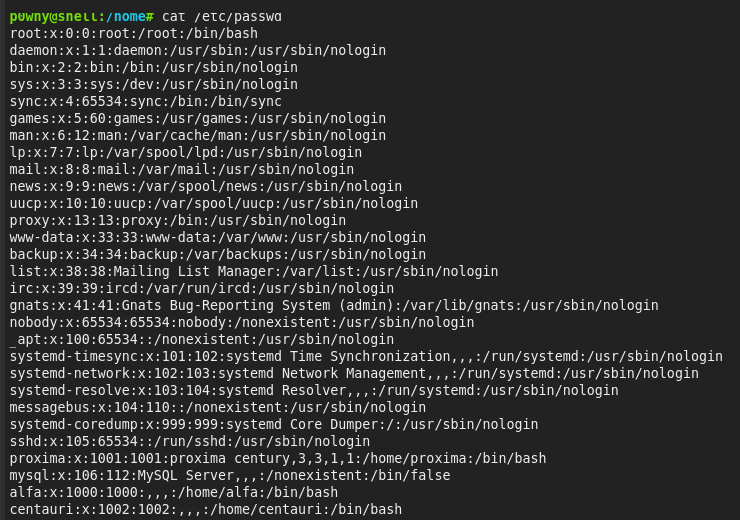 p0wny@shell:/home# cat /etc/passwd
root:x:0:0:root:/root:/bin/bash
daemon:x:1:1:daemon:/usr/sbin:/usr/sbin/nologin
bin:x:2:2:bin:/bin:/usr/sbin/nologin
sys:x:3:3:sys:/dev:/usr/sbin/nologin
sync:x:4:65534:sync:/bin:/bin/sync
games:x:5:60:games:/usr/games:/usr/sbin/nologin
man:x:6:12:man:/var/cache/man:/usr/sbin/nologin
lp:x:7:7:lp:/var/spool/lpd:/usr/sbin/nologin
mail:x:8:8:mail:/var/mail:/usr/sbin/nologin
news:x:9:9:news:/var/spool/news:/usr/sbin/nologin
uucp:x:10:10:uucp:/var/spool/uucp:/usr/sbin/nologin
proxy:x:13:13:proxy:/bin:/usr/sbin/nologin
www-data:x:33:33:www-data:/var/www:/usr/sbin/nologin
backup:x:34:34:backup:/var/backups:/usr/sbin/nologin
list:x:38:38:Mailing List Manager:/var/list:/usr/sbin/nologin
irc:x:39:39:ircd:/var/run/ircd:/usr/sbin/nologin
gnats:x:41:41:Gnats Bug-Reporting System (admin):/var/lib/gnats:/usr/sbin/nologin
nobody:x:65534:65534:nobody:/nonexistent:/usr/sbin/nologin
_apt:x:100:65534::/nonexistent:/usr/sbin/nologin
systemd-timesync:x:101:102:systemd Time Synchronization,,,:/run/systemd:/usr/sbin/nologin
systemd-network:x:102:103:systemd Network Management,,,:/run/systemd:/usr/sbin/nologin
systemd-resolve:x:103:104:systemd Resolver,,,:/run/systemd:/usr/sbin/nologin
messagebus:x:104:110::/nonexistent:/usr/sbin/nologin
systemd-coredump:x:999:999:systemd Core Dumper:/:/usr/sbin/nologin
sshd:x:105:65534::/run/sshd:/usr/sbin/nologin
proxima:x:1001:1001:proxima century,3,3,1,1:/home/proxima:/bin/bash
mysql:x:106:112:MySQL Server,,,:/nonexistent:/bin/false
alfa:x:1000:1000:,,,:/home/alfa:/bin/bash
centauri:x:1002:1002:,,,:/home/centauri:/bin/bash